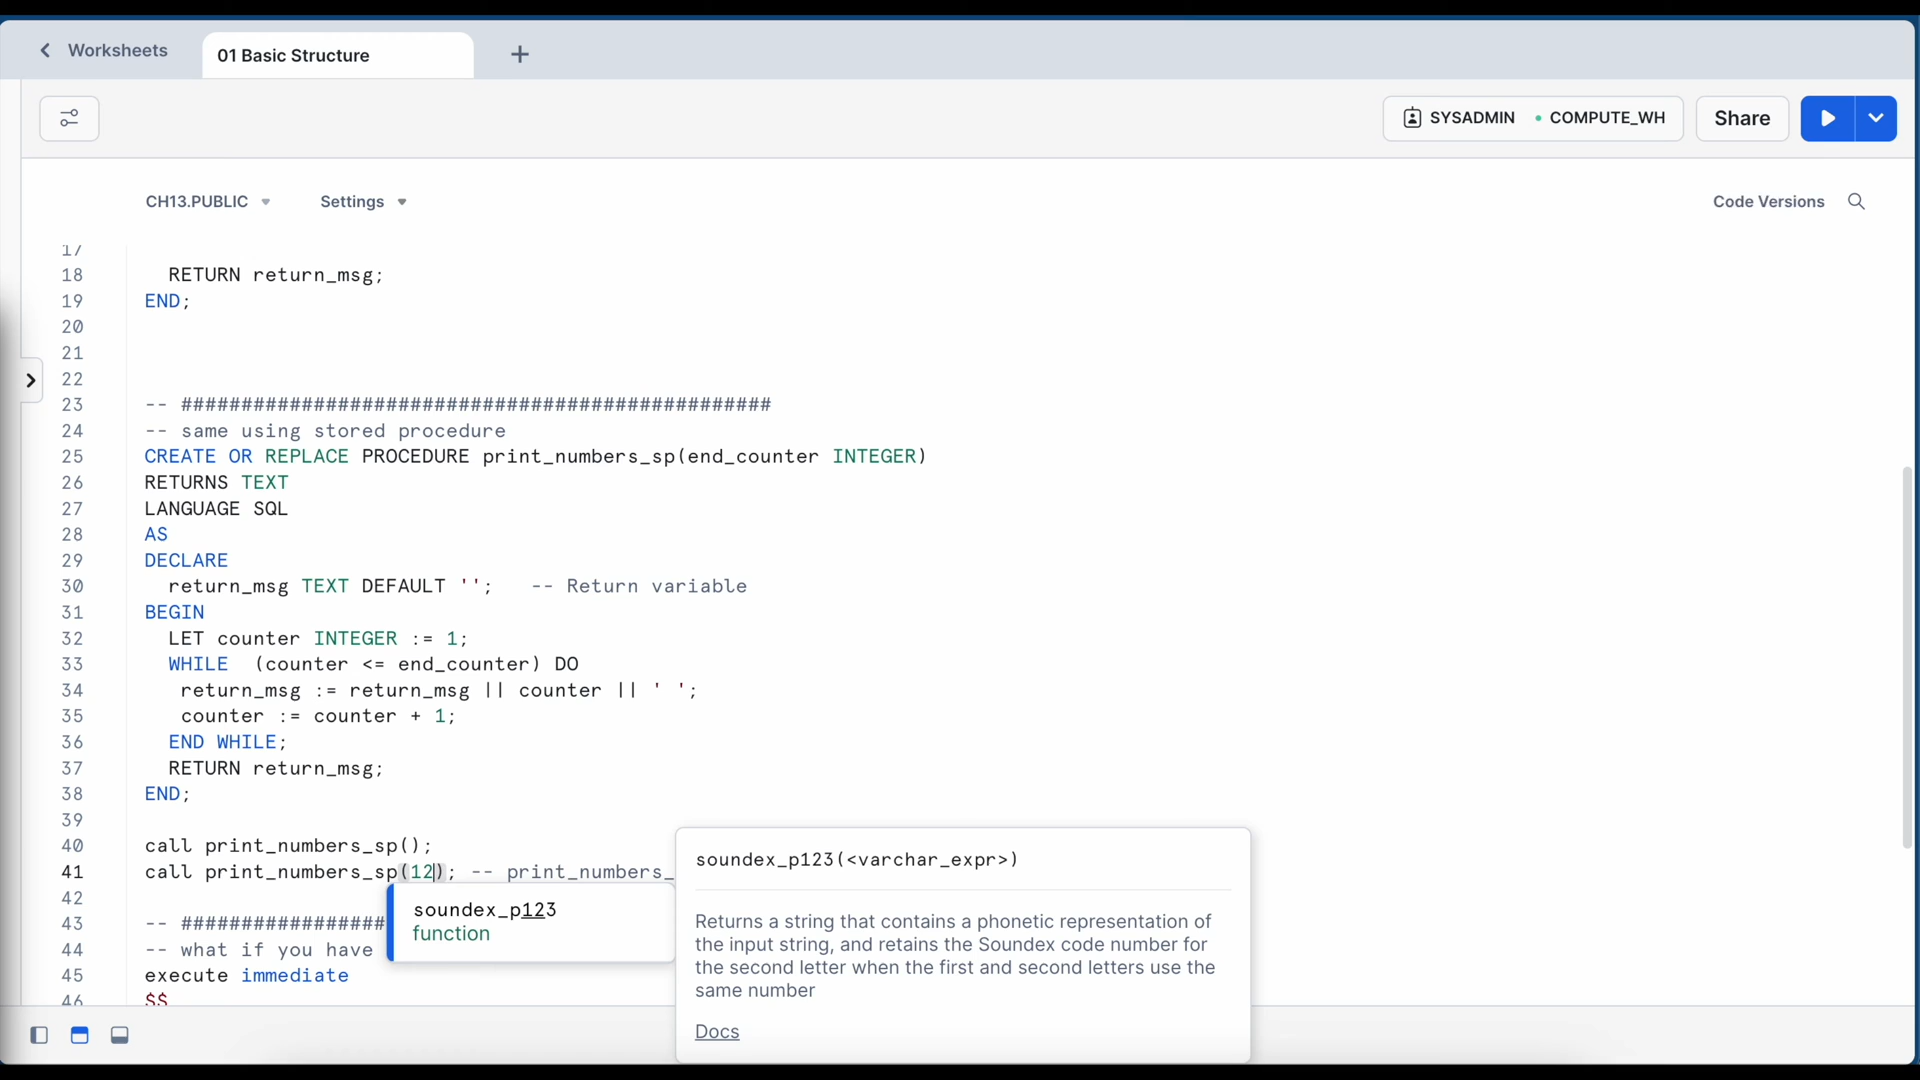 Worksheets
01 Basic Structure
+
SYSADMIN • COMPUTE_WH
Share
CH13.PUBLIC
Settings
Code Versions
17
18 RETURN return_msg;
19 END;
20
21
22
23 -- #################################################
24 -- same using stored procedure
25 CREATE OR REPLACE PROCEDURE print_numbers_sp(end_counter INTEGER)
26 RETURNS TEXT
27 LANGUAGE SQL
28 AS
29 DECLARE
30 return_msg TEXT DEFAULT ''; -- Return variable
31 BEGIN
32 LET counter INTEGER := 1;
33 WHILE (counter <= end_counter) DO
34 return_msg := return_msg || counter || ' ';
35 counter := counter + 1;
36 END WHILE;
37 RETURN return_msg;
38 END;
39
40 call print_numbers_sp();
41 call print_numbers_sp(12); -- print_numbers_
42
43 -- #################
44 -- what if you have
45 execute immediate
46 $$
soundex_p123
function
soundex_p123(<varchar_expr>)
Returns a string that contains a phonetic representation of
the input string, and retains the Soundex code number for
the second letter when the first and second letters use the
same number
Docs